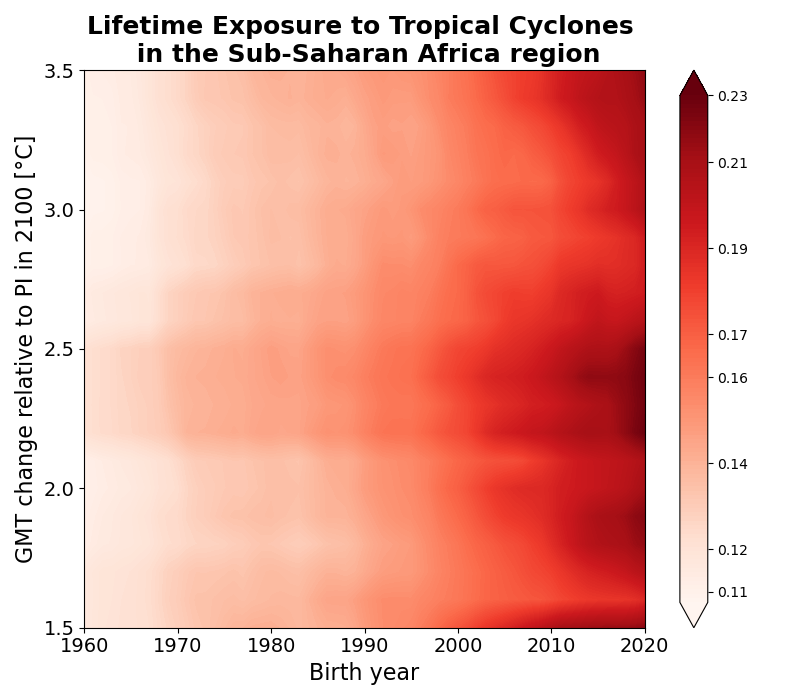 Lifetime Exposure to Tropical Cyclones
in the Sub-Saharan Africa region
GMT change relative to PI in 2100 [°C]
3.5
3.0
2.5
2.0
1.5
1960 1970 1980 1990 2000 2010 2020
Birth year
0.23
0.21
0.19
0.17
0.16
0.14
0.12
0.11